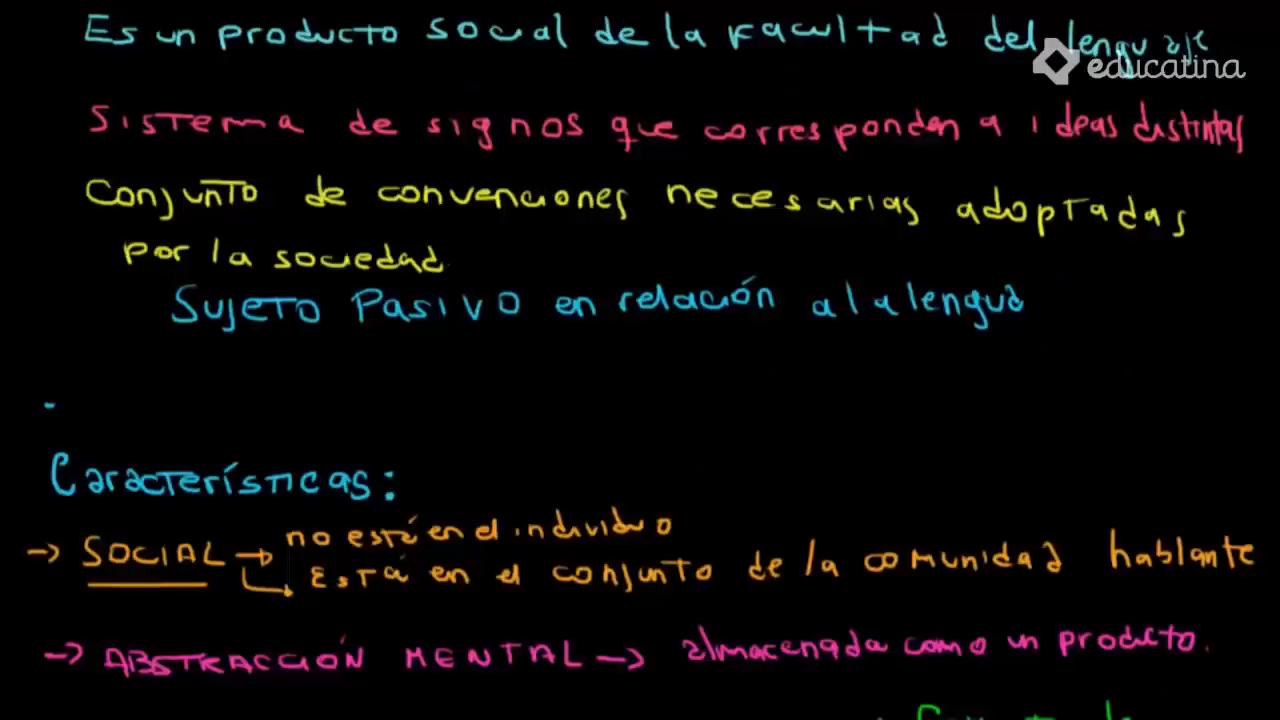 Es un producto social de la facultad del lenguaje
educatina
Sistema de signos que corresponden a ideas distintas
Conjunto de convenciones necesarias adoptadas
por la sociedad
Sujeto Pasivo en relación a la lengua
Características:
→ SOCIAL → no está en el individuo
Está en el conjunto de la comunidad hablante
→ ABSTRACCIÓN MENTAL → almacenada como un producto.